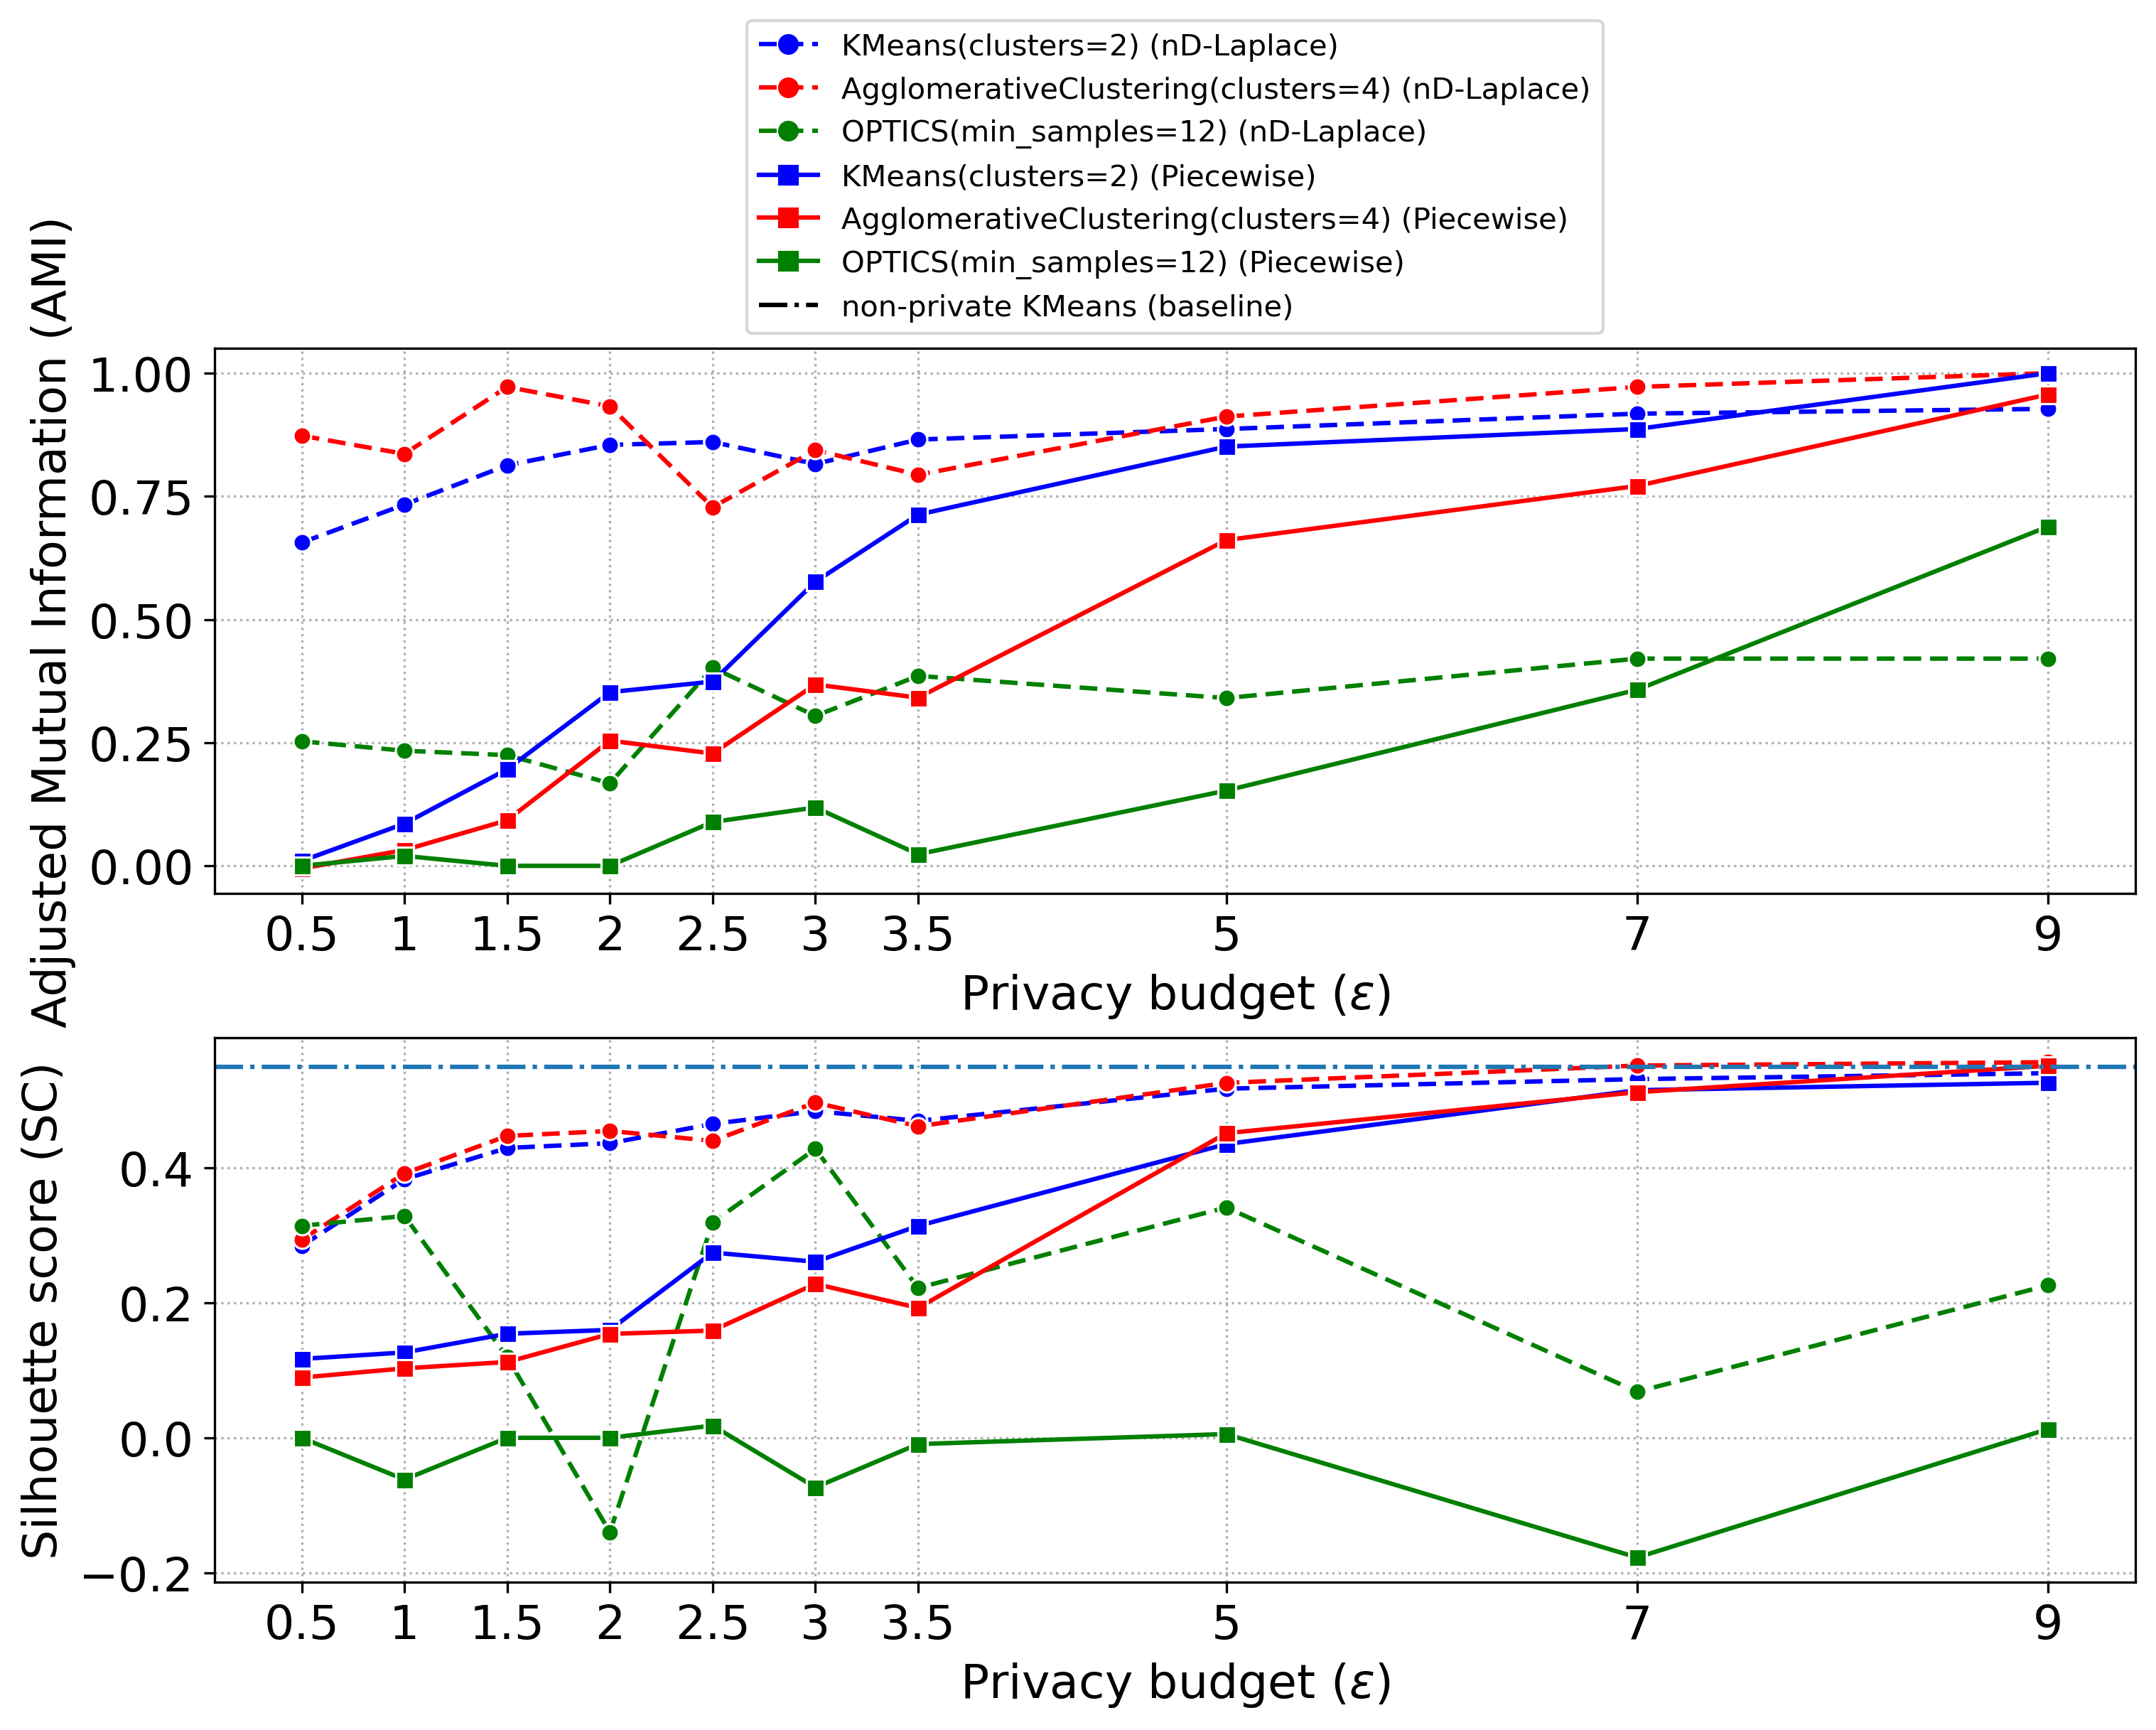 KMeans(clusters=2) (nD-Laplace)
AgglomerativeClustering(clusters=4) (nD-Laplace)
OPTICS(min_samples=12) (nD-Laplace)
KMeans(clusters=2) (Piecewise)
AgglomerativeClustering(clusters=4) (Piecewise)
OPTICS(min_samples=12) (Piecewise)
non-private KMeans (baseline)
Adjusted Mutual Information (AMI)
1.00
0.75
0.50
0.25
0.00
0.5 1 1.5 2 2.5 3 3.5 5 7 9
Privacy budget (ε)
Silhouette score (SC)
0.4
0.2
0.0
−0.2
0.5 1 1.5 2 2.5 3 3.5 5 7 9
Privacy budget (ε)